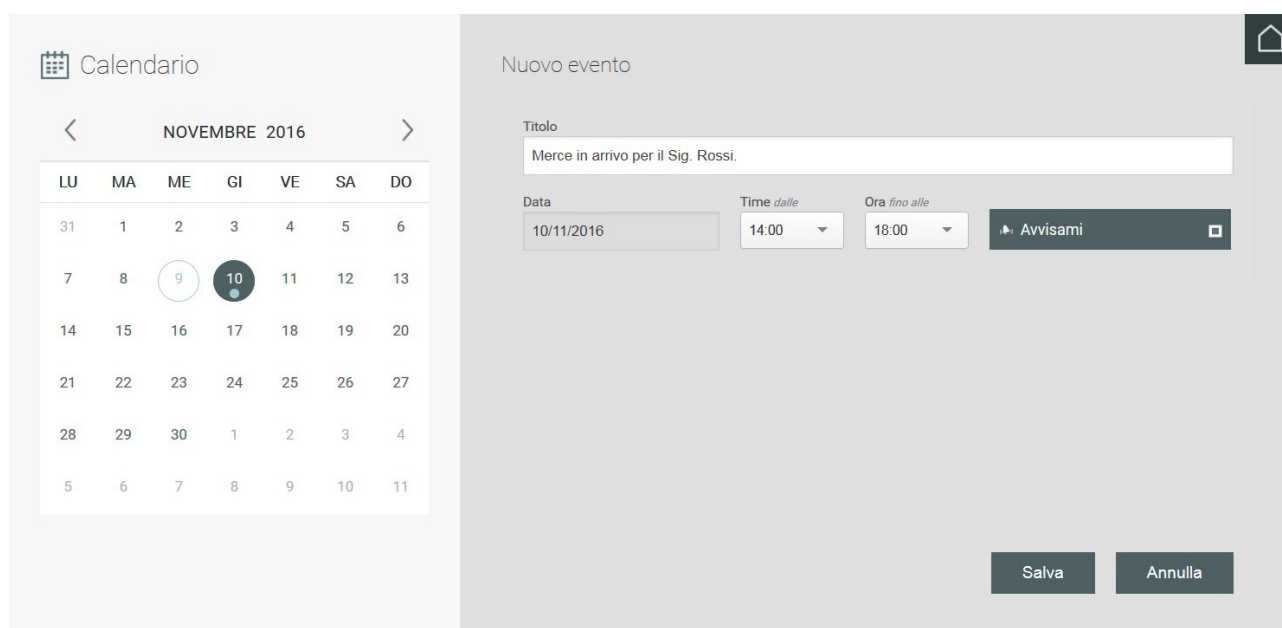 Calendario
NOVEMBRE 2016
LU MA ME GI VE SA DO
31 1 2 3 4 5 6
7 8 9 10 11 12 13
14 15 16 17 18 19 20
21 22 23 24 25 26 27
28 29 30 1 2 3 4
5 6 7 8 9 10 11
Nuovo evento
Titolo
Merce in arrivo per il Sig. Rossi.
Data Time dalle Ora fino alle
10/11/2016 14:00 18:00 Avvisami
Salva Annulla